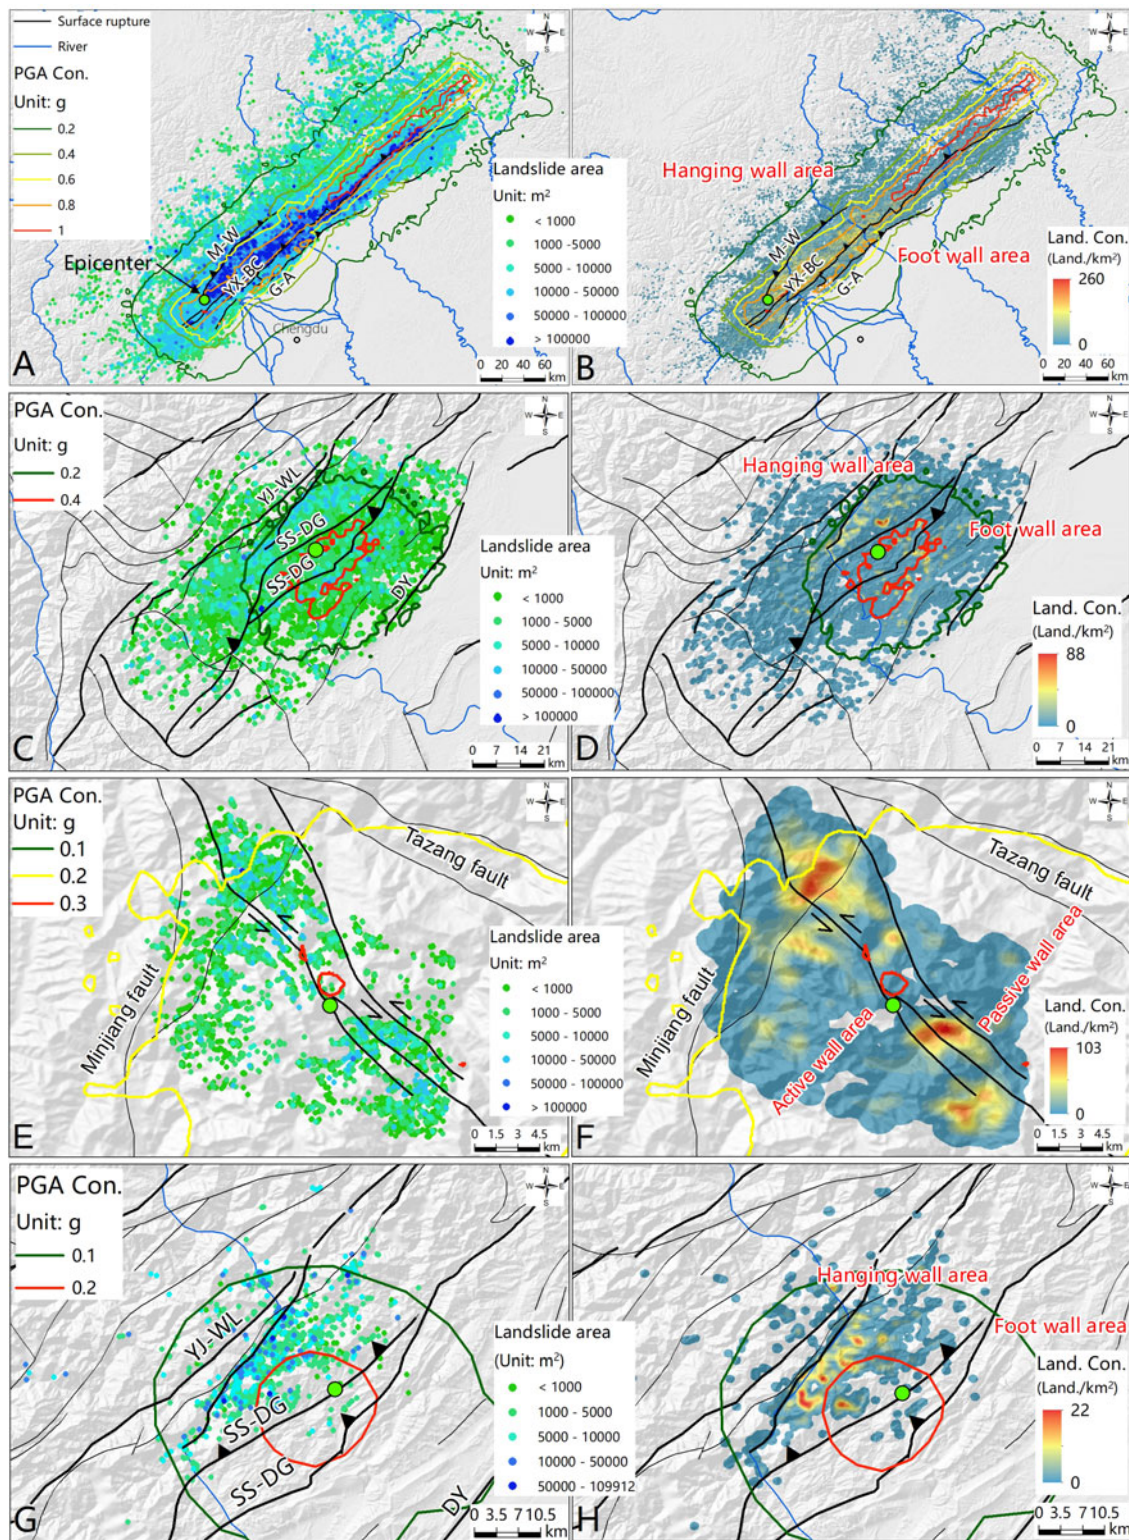 Surface rupture
River
PGA Con.
Unit: g
0.2
0.4
0.6
0.8
1
Epicenter
M-W
YX-BC
G-A
Chengdu
Landslide area
Unit: m²
< 1000
1000 -5000
5000 - 10000
10000 - 50000
50000 - 100000
> 100000
N
W E
S
0 20 40 60
km
A
Hanging wall area
Foot wall area
M-W
YX-BC
G-A
Land. Con.
(Land./km²)
260
0
N
W E
S
0 20 40 60
km
B
PGA Con.
Unit: g
0.2
0.4
YJ-WL
SS-DG
SS-DG
DY
Landslide area
Unit: m²
< 1000
1000 - 5000
5000 - 10000
10000 - 50000
50000 - 100000
> 100000
N
W E
S
0 7 14 21
km
C
Hanging wall area
Foot wall area
Land. Con.
(Land./km²)
88
0
N
W E
S
0 7 14 21
km
D
PGA Con.
Unit: g
0.1
0.2
0.3
Tazang fault
Minjiang fault
Landslide area
Unit: m²
< 1000
1000 - 5000
5000 - 10000
10000 - 50000
50000 - 100000
> 100000
N
W E
S
0 1.5 3 4.5
km
E
Tazang fault
Minjiang fault
Passive wall area
Active wall area
Land. Con.
(Land./km²)
103
0
N
W E
S
0 1.5 3 4.5
km
F
PGA Con.
Unit: g
0.1
0.2
YJ-WL
SS-DG
SS-DG
DY
Landslide area
(Unit: m²)
< 1000
1000 - 5000
5000 - 10000
10000 - 50000
50000 - 109912
N
W E
S
0 3.5 7 10.5
km
G
Hanging wall area
Foot wall area
Land. Con.
(Land./km²)
22
0
N
W E
S
0 3.5 7 10.5
km
H